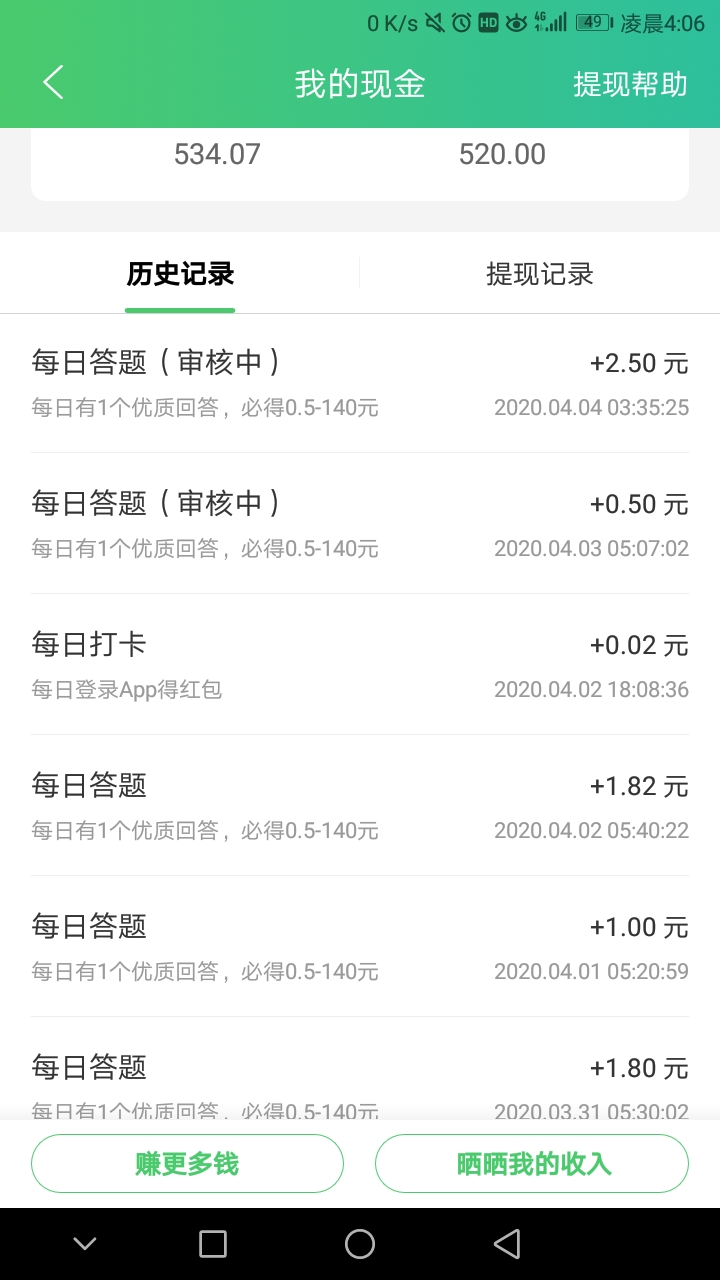 0 K/s HD 4G 49 凌晨4:06
我的现金 提现帮助
534.07 520.00
历史记录 提现记录
每日答题（审核中） +2.50 元
每日有1个优质回答，必得0.5-140元 2020.04.04 03:35:25
每日答题（审核中） +0.50 元
每日有1个优质回答，必得0.5-140元 2020.04.03 05:07:02
每日打卡 +0.02 元
每日登录App得红包 2020.04.02 18:08:36
每日答题 +1.82 元
每日有1个优质回答，必得0.5-140元 2020.04.02 05:40:22
每日答题 +1.00 元
每日有1个优质回答，必得0.5-140元 2020.04.01 05:20:59
每日答题 +1.80 元
每日有1个优质回答，必得0.5-140元 2020.03.31 05:30:02
赚更多钱 晒晒我的收入